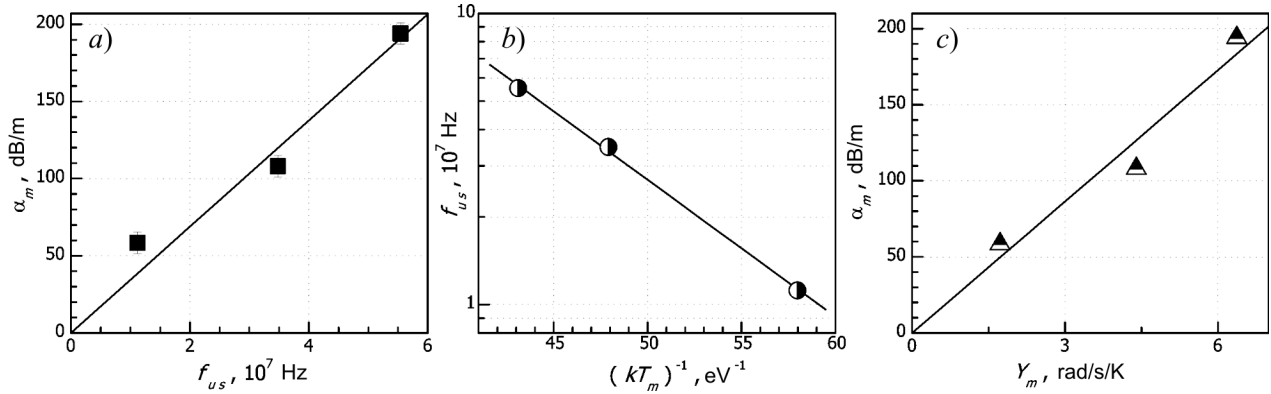 a)
200
150
100
50
0
α_m, dB/m
0 2 4 6
f_us, 10^7 Hz
b)
10
1
f_us, 10^7 Hz
45 50 55 60
(kT_m)^-1, eV^-1
c)
200
150
100
50
0
α_m, dB/m
0 3 6
Y_m, rad/s/K